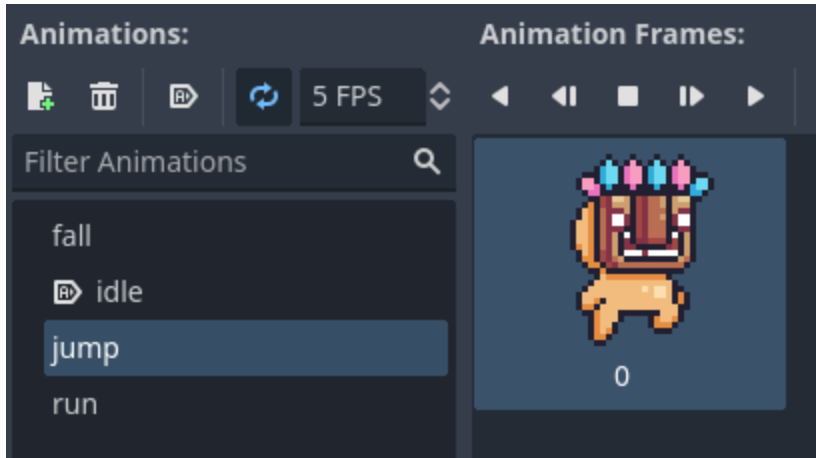 Animations:
Animation Frames:
5 FPS
Filter Animations
fall
idle
jump
run
0